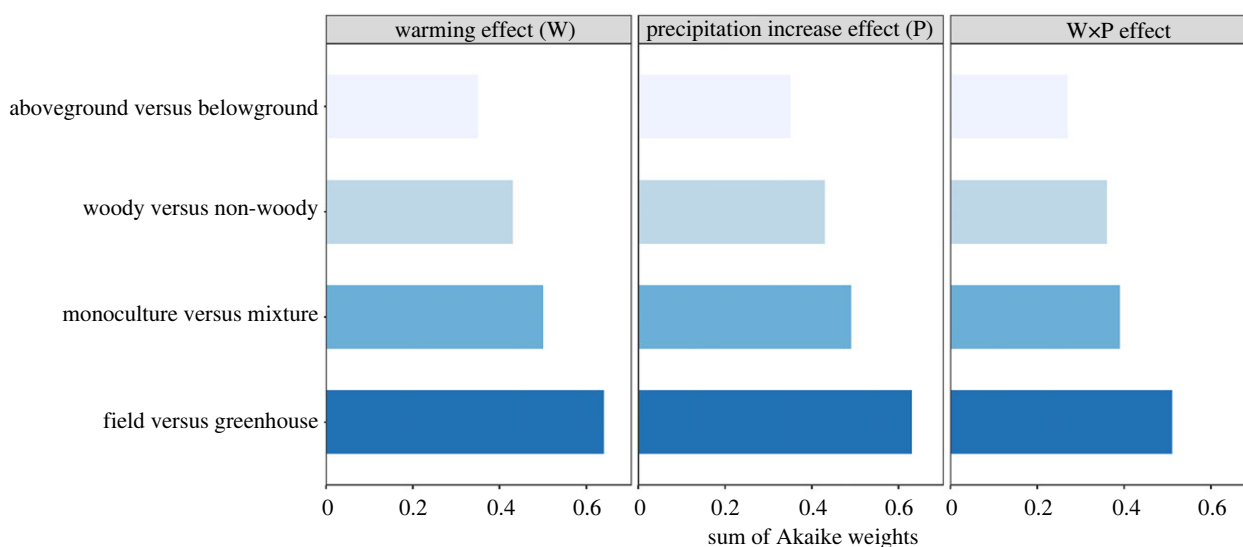 warming effect (W)
precipitation increase effect (P)
W×P effect
aboveground versus belowground
woody versus non-woody
monoculture versus mixture
field versus greenhouse
0 0.2 0.4 0.6
0 0.2 0.4 0.6
0 0.2 0.4 0.6
sum of Akaike weights